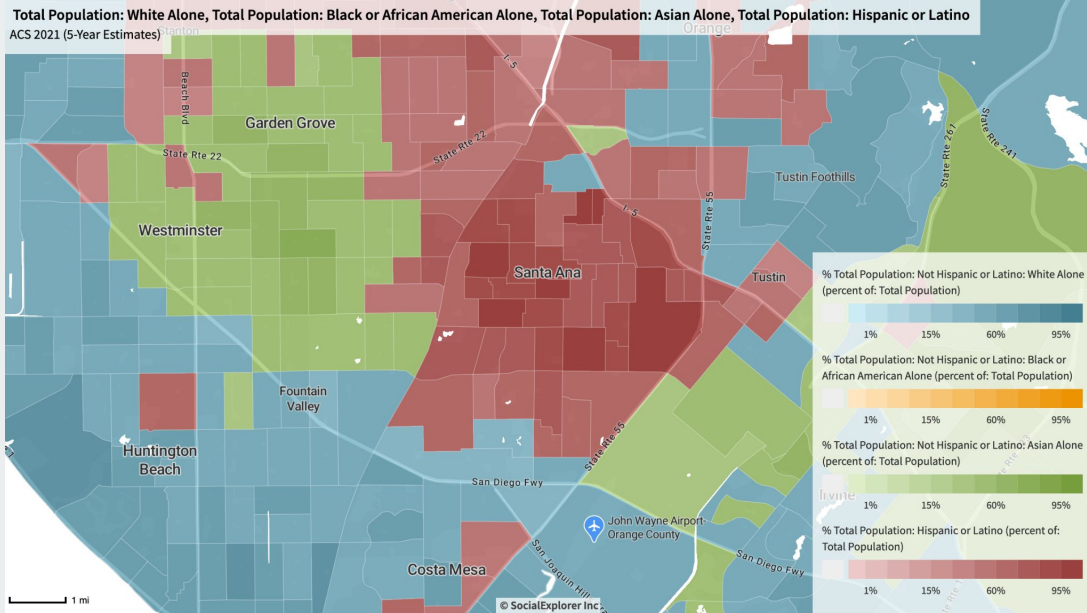 Total Population: White Alone, Total Population: Black or African American Alone, Total Population: Asian Alone, Total Population: Hispanic or Latino
ACS 2021 (5-Year Estimates)
Stanton
Orange
I- 5
Beach Blvd
Garden Grove
State Rte 22
State Rte 22
State Rte 261
State Rte 241
Tustin Foothills
Westminster
I- 5
State Rte 55
Santa Ana
Tustin
% Total Population: Not Hispanic or Latino: White Alone
(percent of: Total Population)
1% 15% 60% 95%
% Total Population: Not Hispanic or Latino: Black or
African American Alone (percent of: Total Population)
1% 15% 60% 95%
% Total Population: Not Hispanic or Latino: Asian Alone
(percent of: Total Population)
1% 15% 60% 95%
% Total Population: Hispanic or Latino (percent of:
Total Population)
1% 15% 60% 95%
Fountain
Valley
Huntington
Beach
State Rte 55
San Diego Fwy
Irvine
John Wayne Airport-
Orange County
San Diego Fwy
Costa Mesa
San Joaquin Hills
1 mi
© SocialExplorer Inc